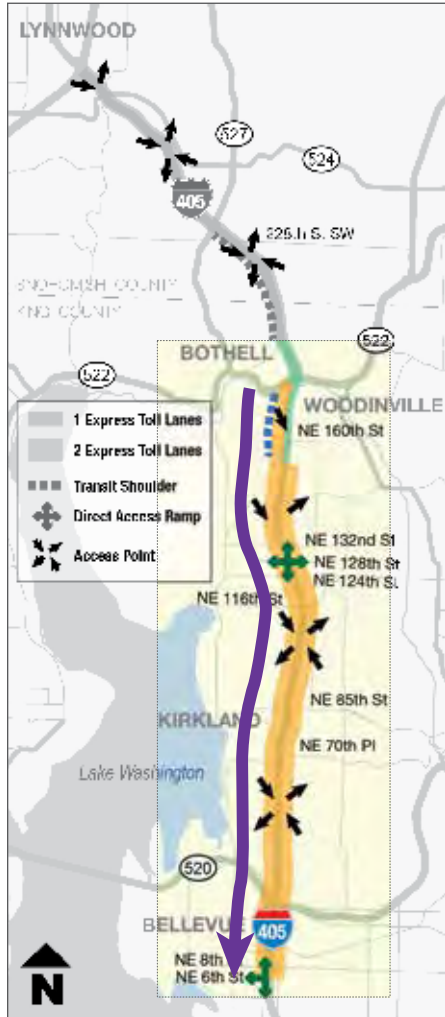 LYNNWOOD
527
524
405
228th S. SW
SNOHOMISH COUNTY
KING COUNTY
BOTHELL
522
522
WOODINVILLE
1 Express Toll Lanes
2 Express Toll Lanes
Transit Shoulder
Direct Access Ramp
Access Point
NE 160th St
NE 132nd St
NE 128th St
NE 124th St.
NE 116th St
NE 85th St
KIRKLAND
NE 70th Pl
Lake Washington
520
BELLEVUE
405
NE 8th
NE 6th St
N